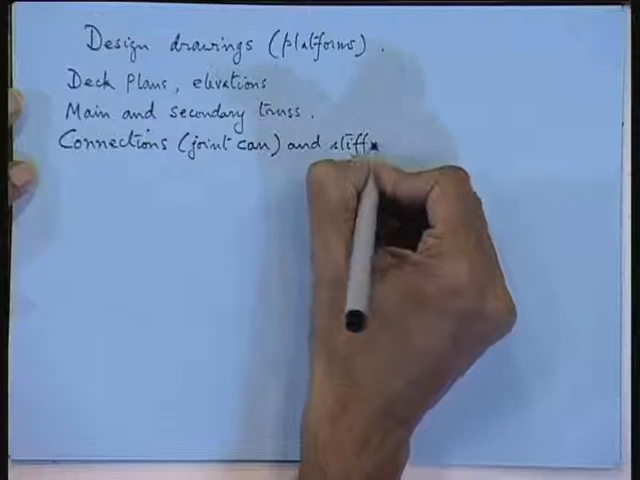 Design drawings (platforms).
Deck Plans, elevations
Main and secondary truss.
Connections (joint can) and stiff